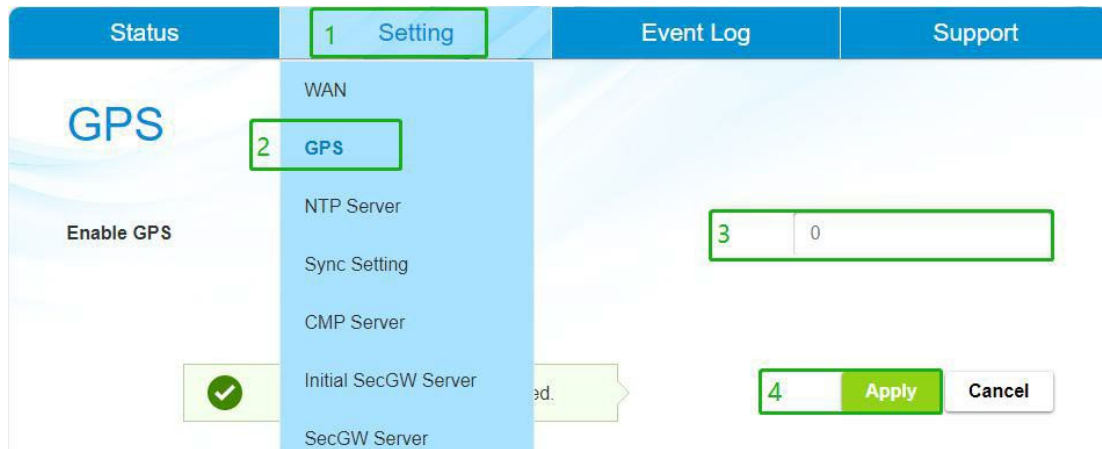 Status 1 Setting Event Log Support
WAN
GPS
2 GPS
NTP Server
Enable GPS 3 0
Sync Setting
CMP Server
Initial SecGW Server ed.
4 Apply Cancel
SecGW Server